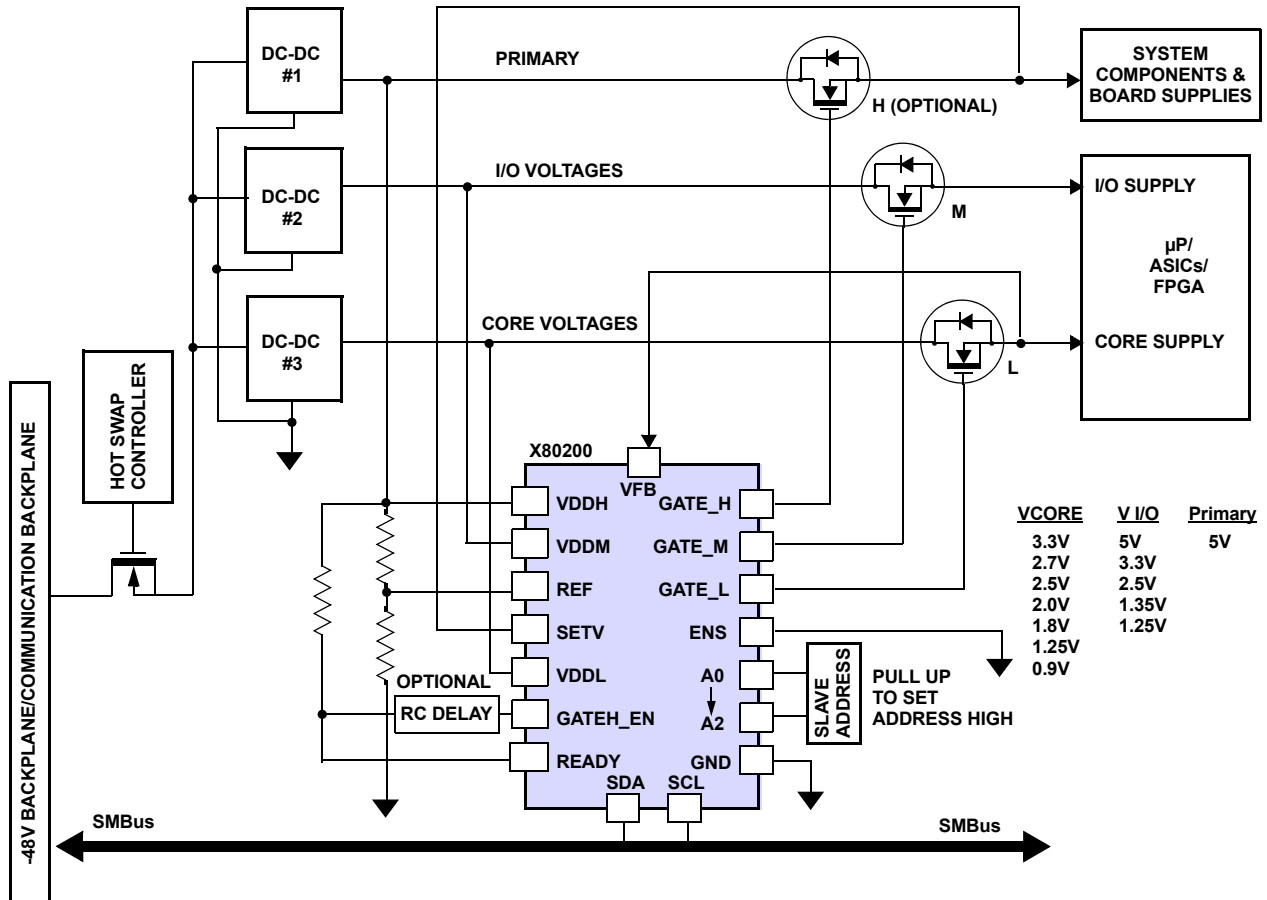 DC-DC
#1
PRIMARY
H (OPTIONAL)
SYSTEM
COMPONENTS &
BOARD SUPPLIES
DC-DC
#2
I/O VOLTAGES
M
I/O SUPPLY
µP/
ASICs/
FPGA
DC-DC
#3
CORE VOLTAGES
L
CORE SUPPLY
HOT SWAP
CONTROLLER
-48V BACKPLANE/COMMUNICATION BACKPLANE
X80200
VFB
VDDH
VDDM
REF
SETV
VDDL
GATEH_EN
READY
GATE_H
GATE_M
GATE_L
ENS
A0
A2
GND
SDA
SCL
OPTIONAL
RC DELAY
SLAVE
ADDRESS
PULL UP
TO SET
ADDRESS HIGH
VCORE V I/O Primary
3.3V 5V 5V
2.7V 3.3V
2.5V 2.5V
2.0V 1.35V
1.8V 1.25V
1.25V
0.9V
SMBus
SMBus